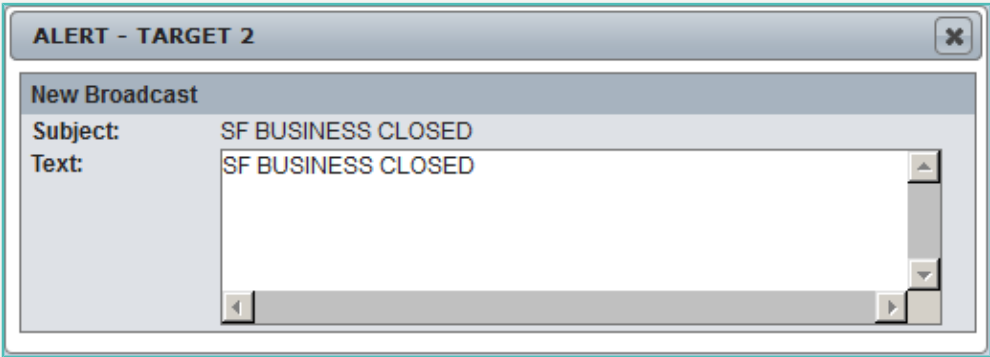 ALERT - TARGET 2
New Broadcast
Subject: SF BUSINESS CLOSED
Text: SF BUSINESS CLOSED